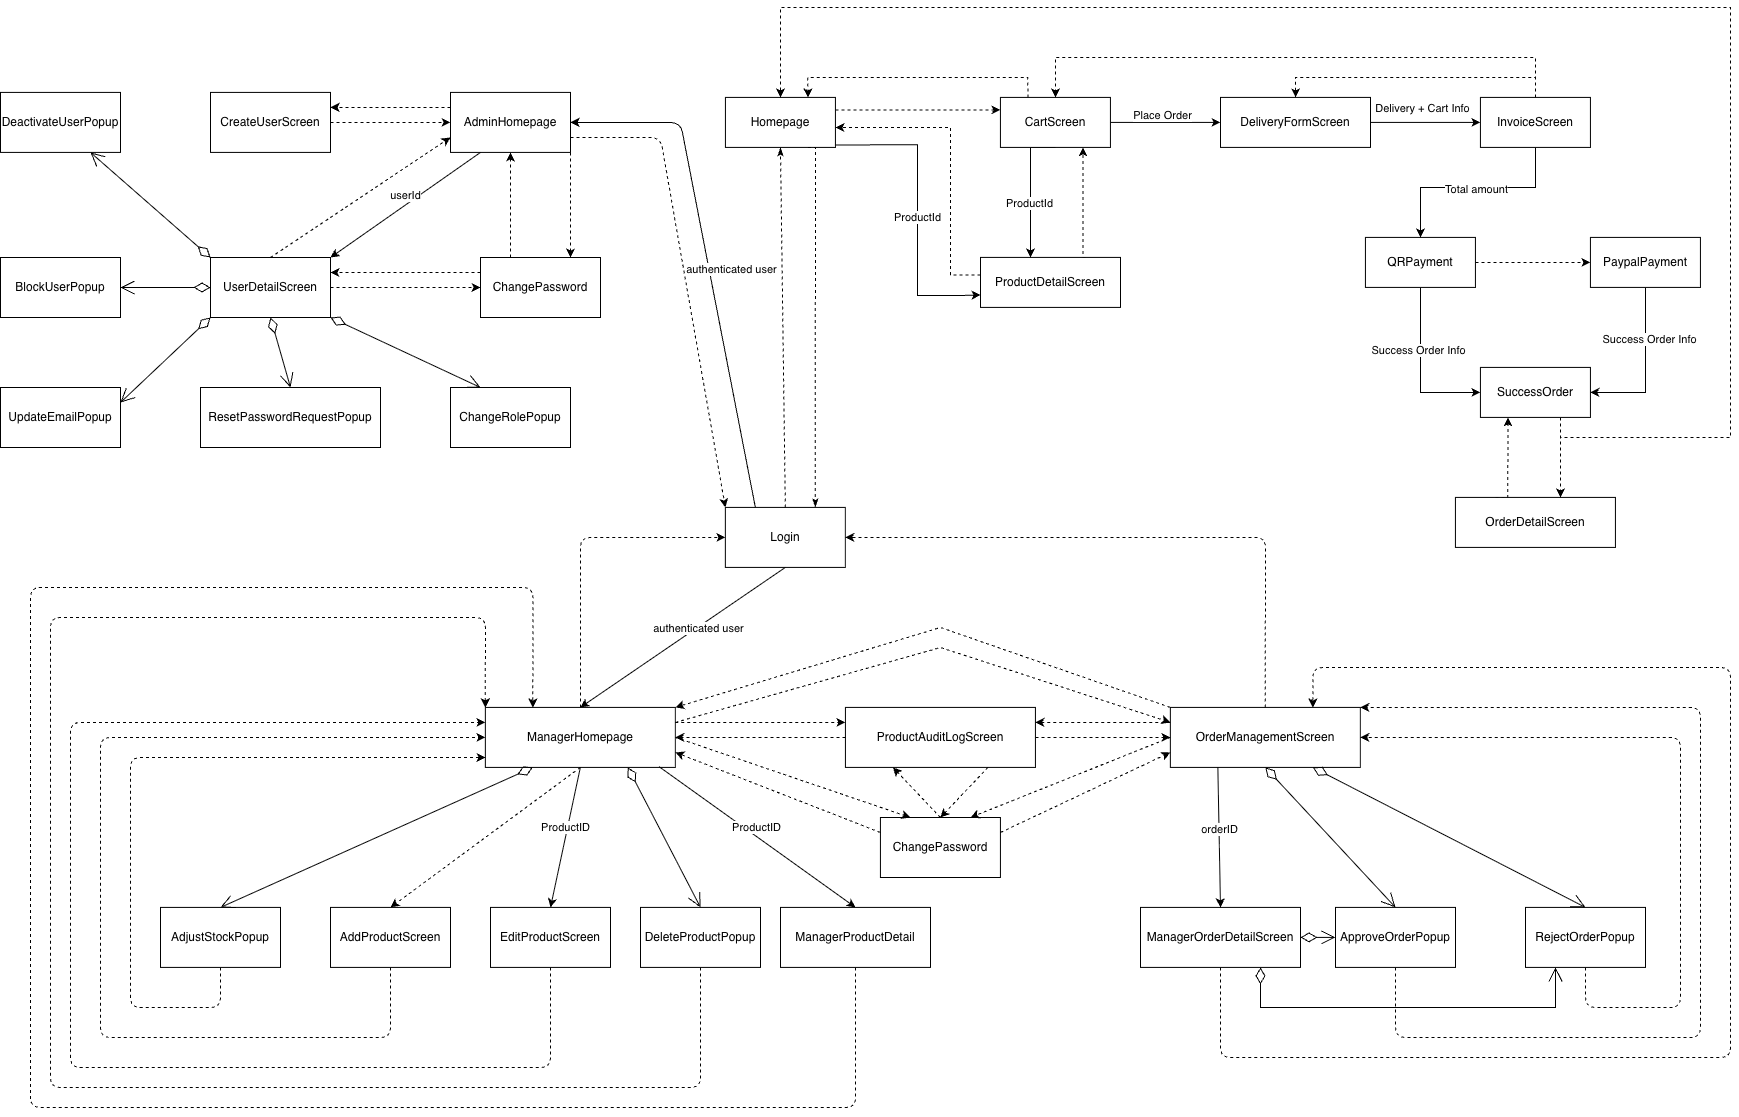 DeactivateUserPopup
CreateUserScreen
AdminHomepage
Homepage
CartScreen
Place Order
DeliveryFormScreen
Delivery + Cart Info
InvoiceScreen
userId
Total amount
ProductId
ProductId
BlockUserPopup
UserDetailScreen
ChangePassword
authenticated user
ProductDetailScreen
QRPayment
PaypalPayment
Success Order Info
Success Order Info
UpdateEmailPopup
ResetPasswordRequestPopup
ChangeRolePopup
SuccessOrder
Login
OrderDetailScreen
authenticated user
ManagerHomepage
ProductAuditLogScreen
OrderManagementScreen
ProductID
ProductID
orderID
ChangePassword
AdjustStockPopup
AddProductScreen
EditProductScreen
DeleteProductPopup
ManagerProductDetail
ManagerOrderDetailScreen
ApproveOrderPopup
RejectOrderPopup